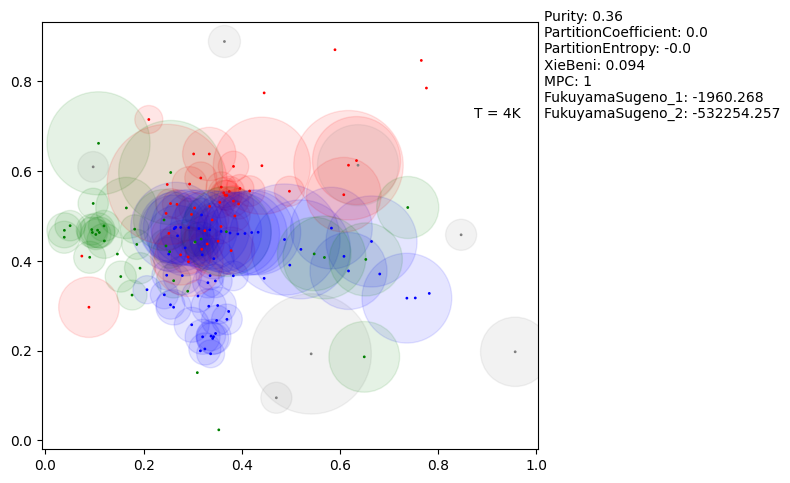 Purity: 0.36
PartitionCoefficient: 0.0
PartitionEntropy: -0.0
XieBeni: 0.094
MPC: 1
FukuyamaSugeno_1: -1960.268
FukuyamaSugeno_2: -532254.257
T = 4K
0.8
0.6
0.4
0.2
0.0
0.0 0.2 0.4 0.6 0.8 1.0